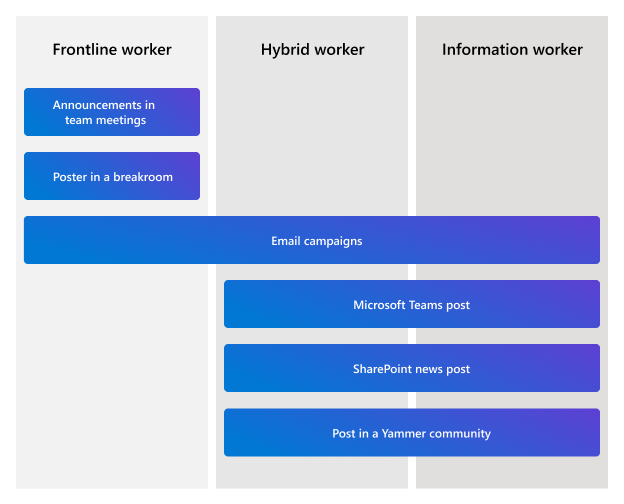 Frontline worker
Hybrid worker
Information worker
Announcements in
team meetings
Poster in a breakroom
Email campaigns
Microsoft Teams post
SharePoint news post
Post in a Yammer community